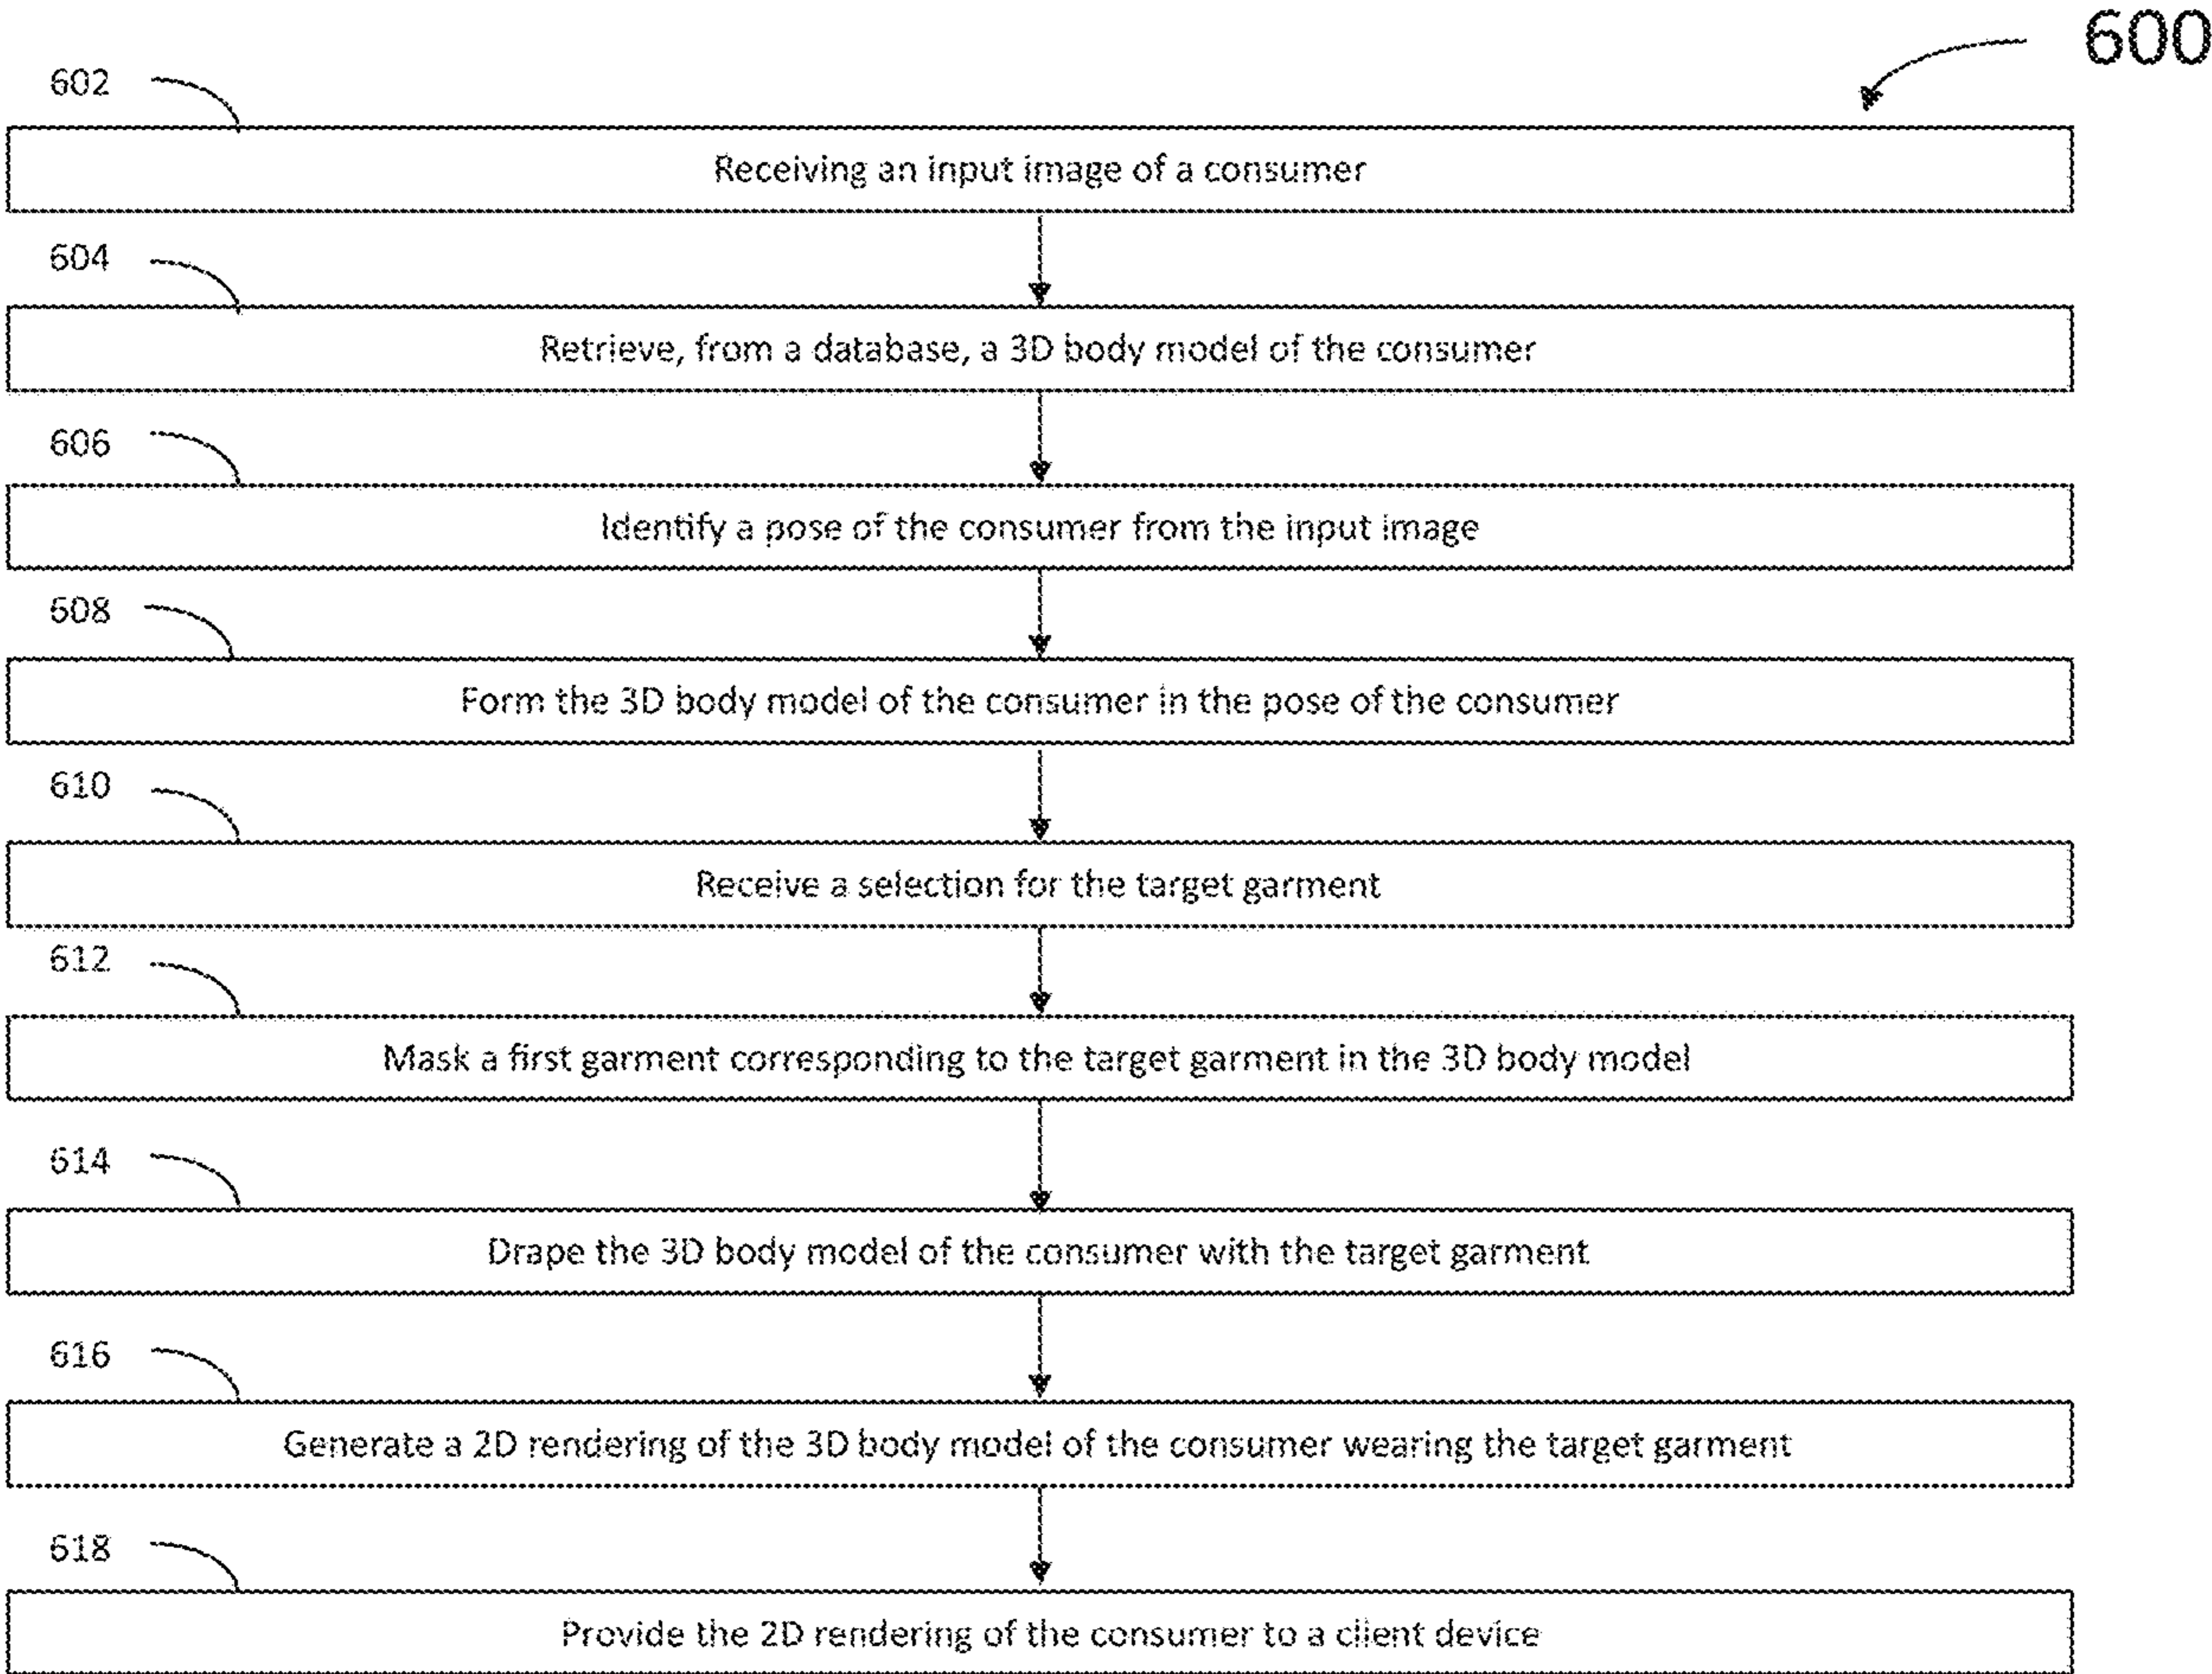 600
602
Receiving an input image of a consumer
604
Retrieve, from a database, a 3D body model of the consumer
606
Identify a pose of the consumer from the input image
608
Form the 3D body model of the consumer in the pose of the consumer
610
Receive a selection for the target garment
612
Mask a first garment corresponding to the target garment in the 3D body model
614
Drape the 3D body model of the consumer with the target garment
616
Generate a 2D rendering of the 3D body model of the consumer wearing the target garment
618
Provide the 2D rendering of the consumer to a client device